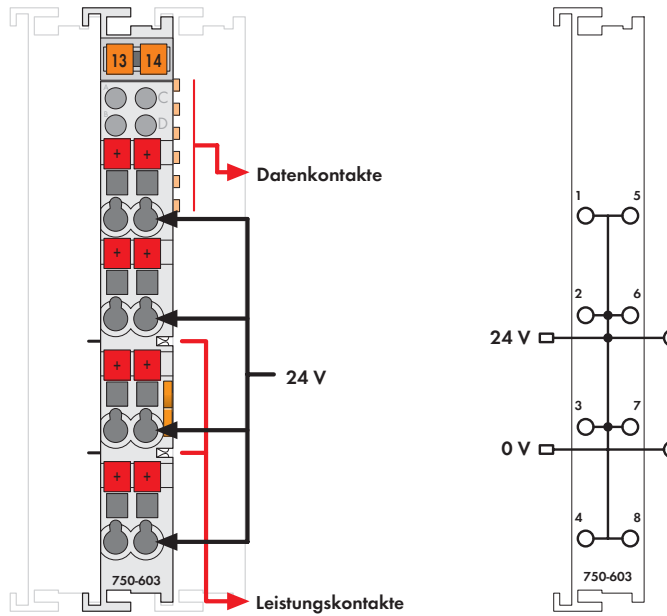 13 14
A C
B D
+ +
Datenkontakte
+ +
24 V
+ +
+ +
750-603
Leistungskontakte
1 5
2 6
24 V
3 7
0 V
4 8
750-603